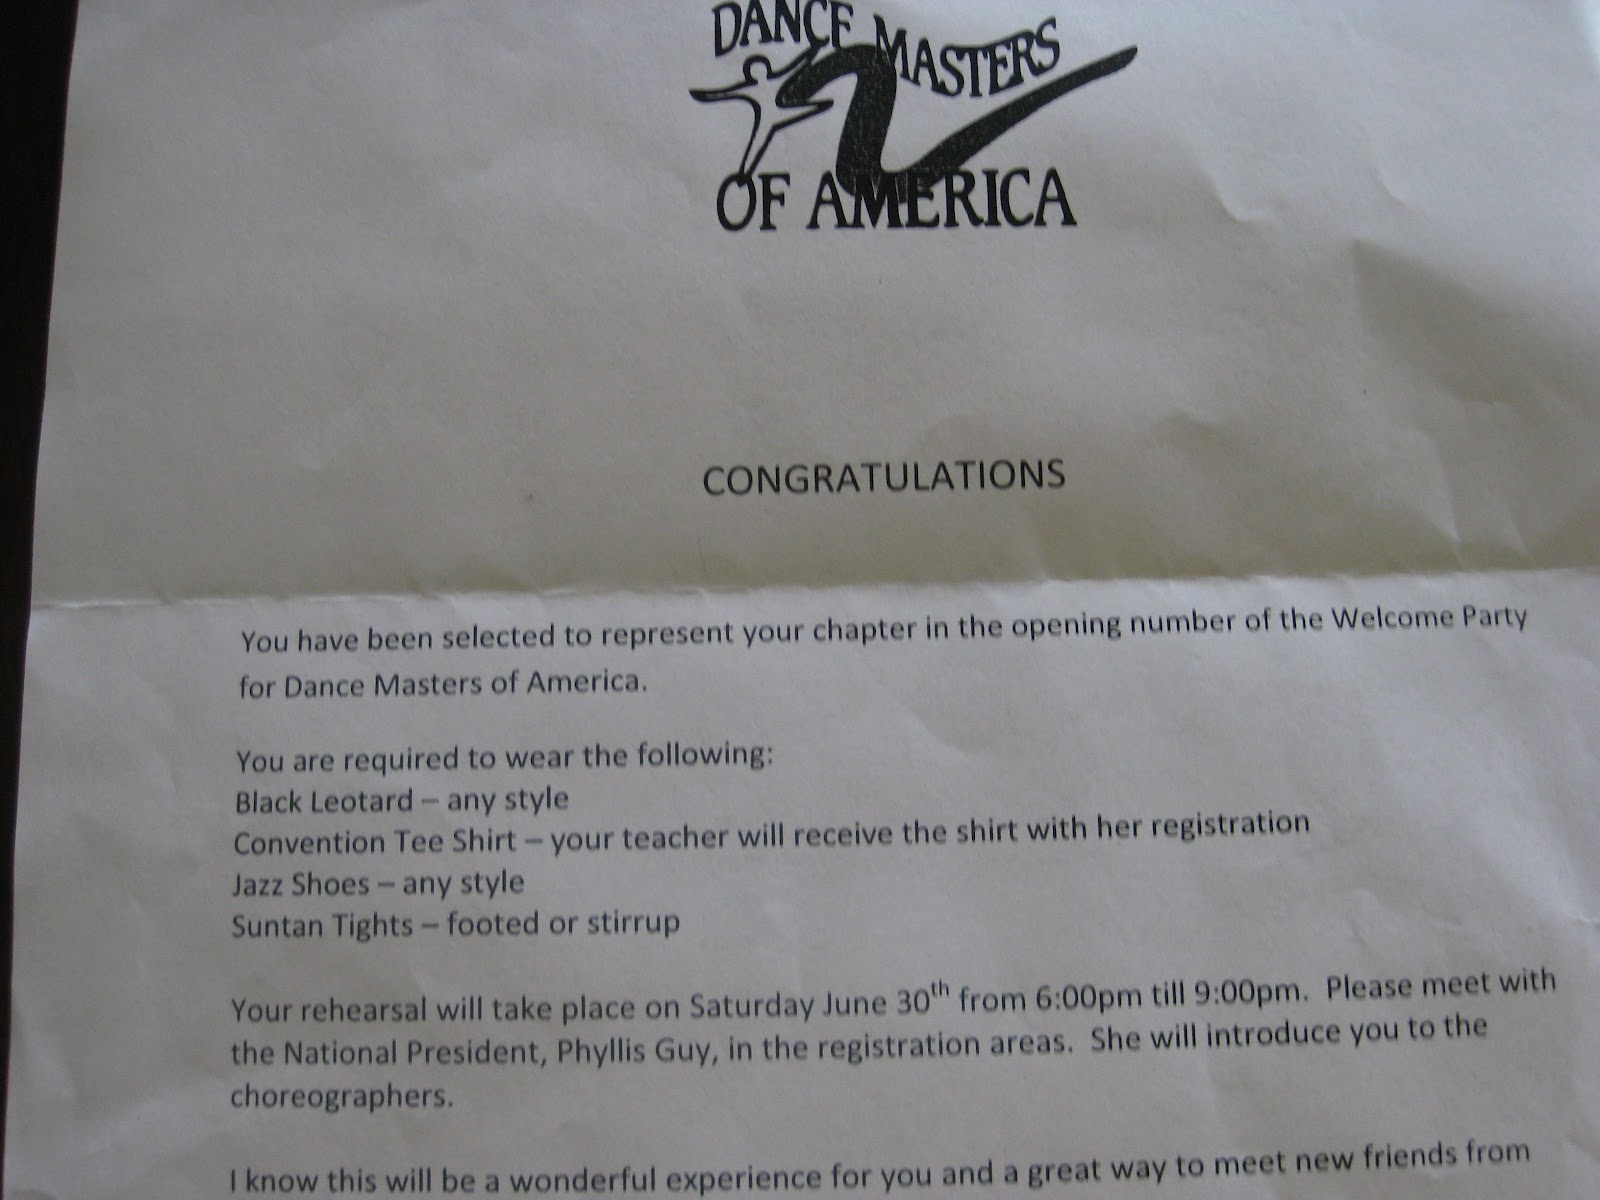 DANCE MASTERS
OF AMERICA
CONGRATULATIONS
You have been selected to represent your chapter in the opening number of the Welcome Party
for Dance Masters of America.
You are required to wear the following:
Black Leotard – any style
Convention Tee Shirt – your teacher will receive the shirt with her registration
Jazz Shoes – any style
Suntan Tights – footed or stirrup
Your rehearsal will take place on Saturday June 30th from 6:00pm till 9:00pm. Please meet with
the National President, Phyllis Guy, in the registration areas. She will introduce you to the
choreographers.
I know this will be a wonderful experience for you and a great way to meet new friends from